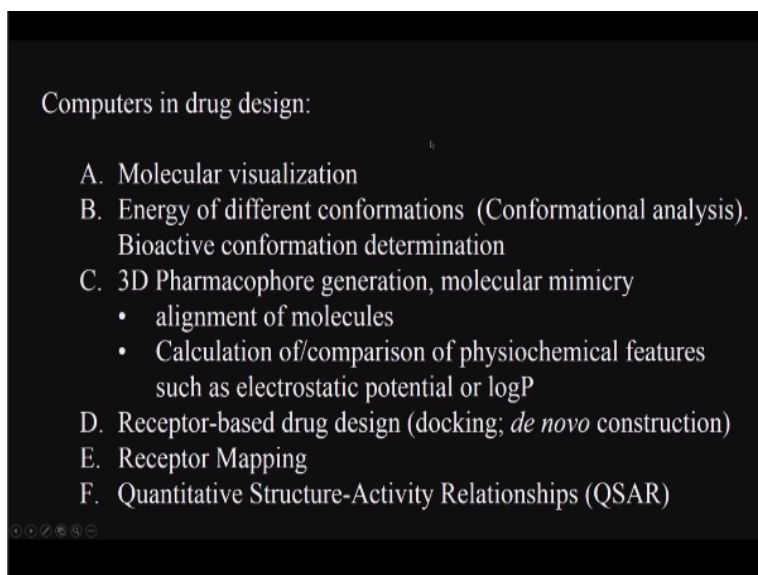 Computers in drug design:
A. Molecular visualization
B. Energy of different conformations (Conformational analysis).
Bioactive conformation determination
C. 3D Pharmacophore generation, molecular mimicry
• alignment of molecules
• Calculation of/comparison of physiochemical features
such as electrostatic potential or logP
D. Receptor-based drug design (docking; de novo construction)
E. Receptor Mapping
F. Quantitative Structure-Activity Relationships (QSAR)